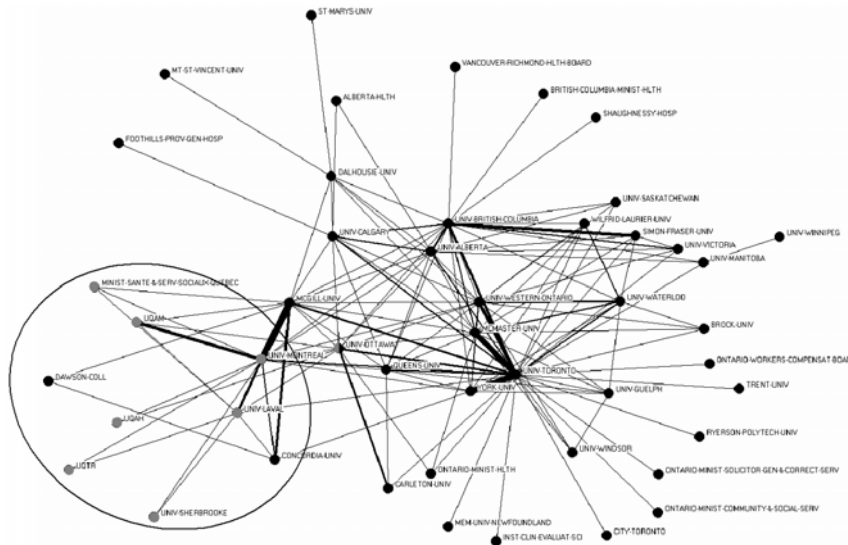 ST-MARYS-UNIV
MT-ST-VINCENT-UNIV
VANCOUVER-RICHMOND-HLTH-BOARD
BRITISH-COLUMBIA-MINIST-HLTH
ALBERTA-HLTH
SHAUGHNESSY-HOSP
FOOTHILLS-PROV-GEN-HOSP
DALHOUSIE-UNIV
UNIV-SASKATCHEWAN
UNIV-BRITISH-COLUMBIA
WILFRID-LAURIER-UNIV
UNIV-CALGARY
SIMON-FRASER-UNIV
UNIV-WINNIPEG
UNIV-ALBERTA
UNIV-VICTORIA
UNIV-MANITOBA
MINIST-SANTE-&-SERV-SOCIAUX-QUEBEC
MCGILL-UNIV
UNIV-WESTERN-ONTARIO
UNIV-WATERLOO
UQAM
MCMASTER-UNIV
BROCK-UNIV
UNIV-OTTAWA
UNIV-MONTREAL
ONTARIO-WORKERS-COMPENSAT-BOAR
QUEENS-UNIV
UNIV-TORONTO
DAWSON-COLL
TRENT-UNIV
YORK-UNIV
UNIV-GUELPH
UNIV-LAVAL
UQAH
RYERSON-POLYTECH-UNIV
UNIV-WINDSOR
CONCORDIA-UNIV
UQTR
ONTARIO-MINIST-HLTH
ONTARIO-MINIST-SOLICITOR-GEN-&-CORRECT-SERV
CARLETON-UNIV
UNIV-SHERBROOKE
ONTARIO-MINIST-COMMUNITY-&-SOCIAL-SERV
MEM-UNIV-NEWFOUNDLAND
CITY-TORONTO
INST-CLIN-EVALUAT-SCI